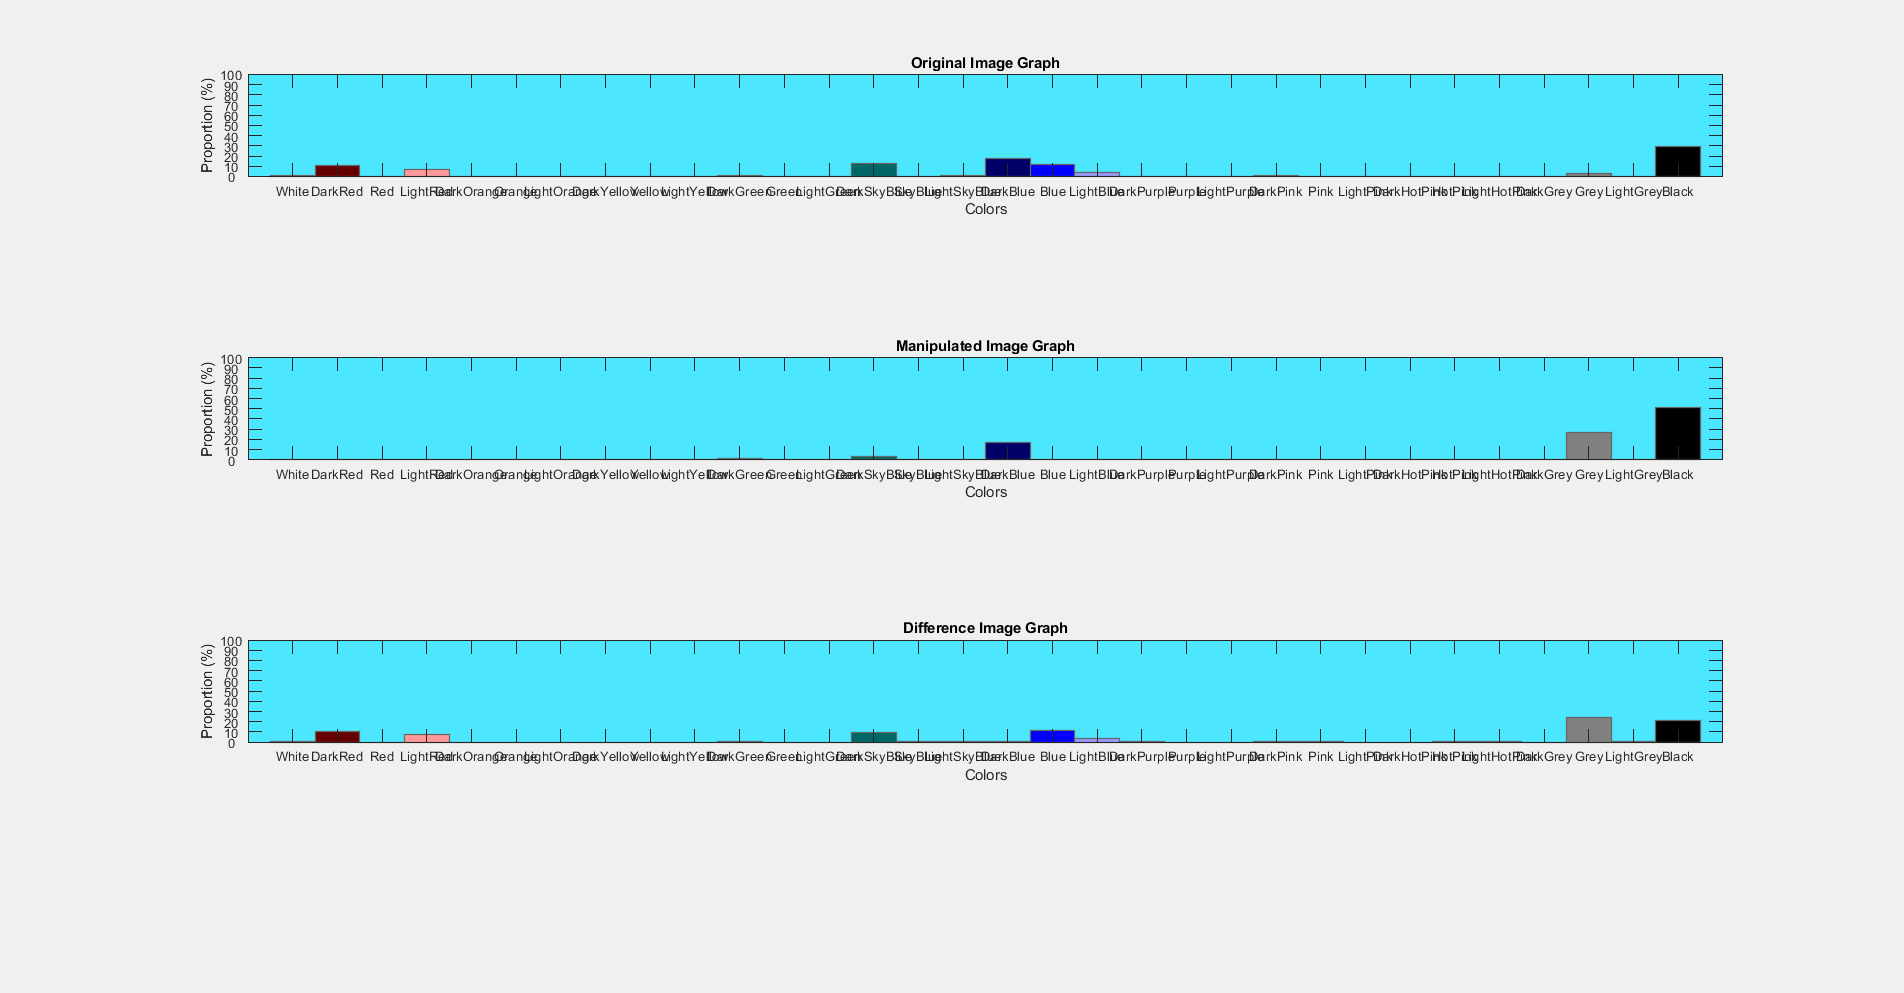 Original Image Graph
Proportion (%)
100
90
80
70
60
50
40
30
20
10
0
White DarkRed Red LightRed DarkOrange Orange LightOrange DarkYellow Yellow LightYellow DarkGreen Green LightGreen DarkSkyBlue SkyBlue LightSkyBlue DarkBlue Blue LightBlue DarkPurple Purple LightPurple DarkPink Pink LightPink DarkHotPink HotPink LightHotPink DarkGrey Grey LightGrey Black
Colors
Manipulated Image Graph
Proportion (%)
100
90
80
70
60
50
40
30
20
10
0
White DarkRed Red LightRed DarkOrange Orange LightOrange DarkYellow Yellow LightYellow DarkGreen Green LightGreen DarkSkyBlue SkyBlue LightSkyBlue DarkBlue Blue LightBlue DarkPurple Purple LightPurple DarkPink Pink LightPink DarkHotPink HotPink LightHotPink DarkGrey Grey LightGrey Black
Colors
Difference Image Graph
Proportion (%)
100
90
80
70
60
50
40
30
20
10
0
White DarkRed Red LightRed DarkOrange Orange LightOrange DarkYellow Yellow LightYellow DarkGreen Green LightGreen DarkSkyBlue SkyBlue LightSkyBlue DarkBlue Blue LightBlue DarkPurple Purple LightPurple DarkPink Pink LightPink DarkHotPink HotPink LightHotPink DarkGrey Grey LightGrey Black
Colors